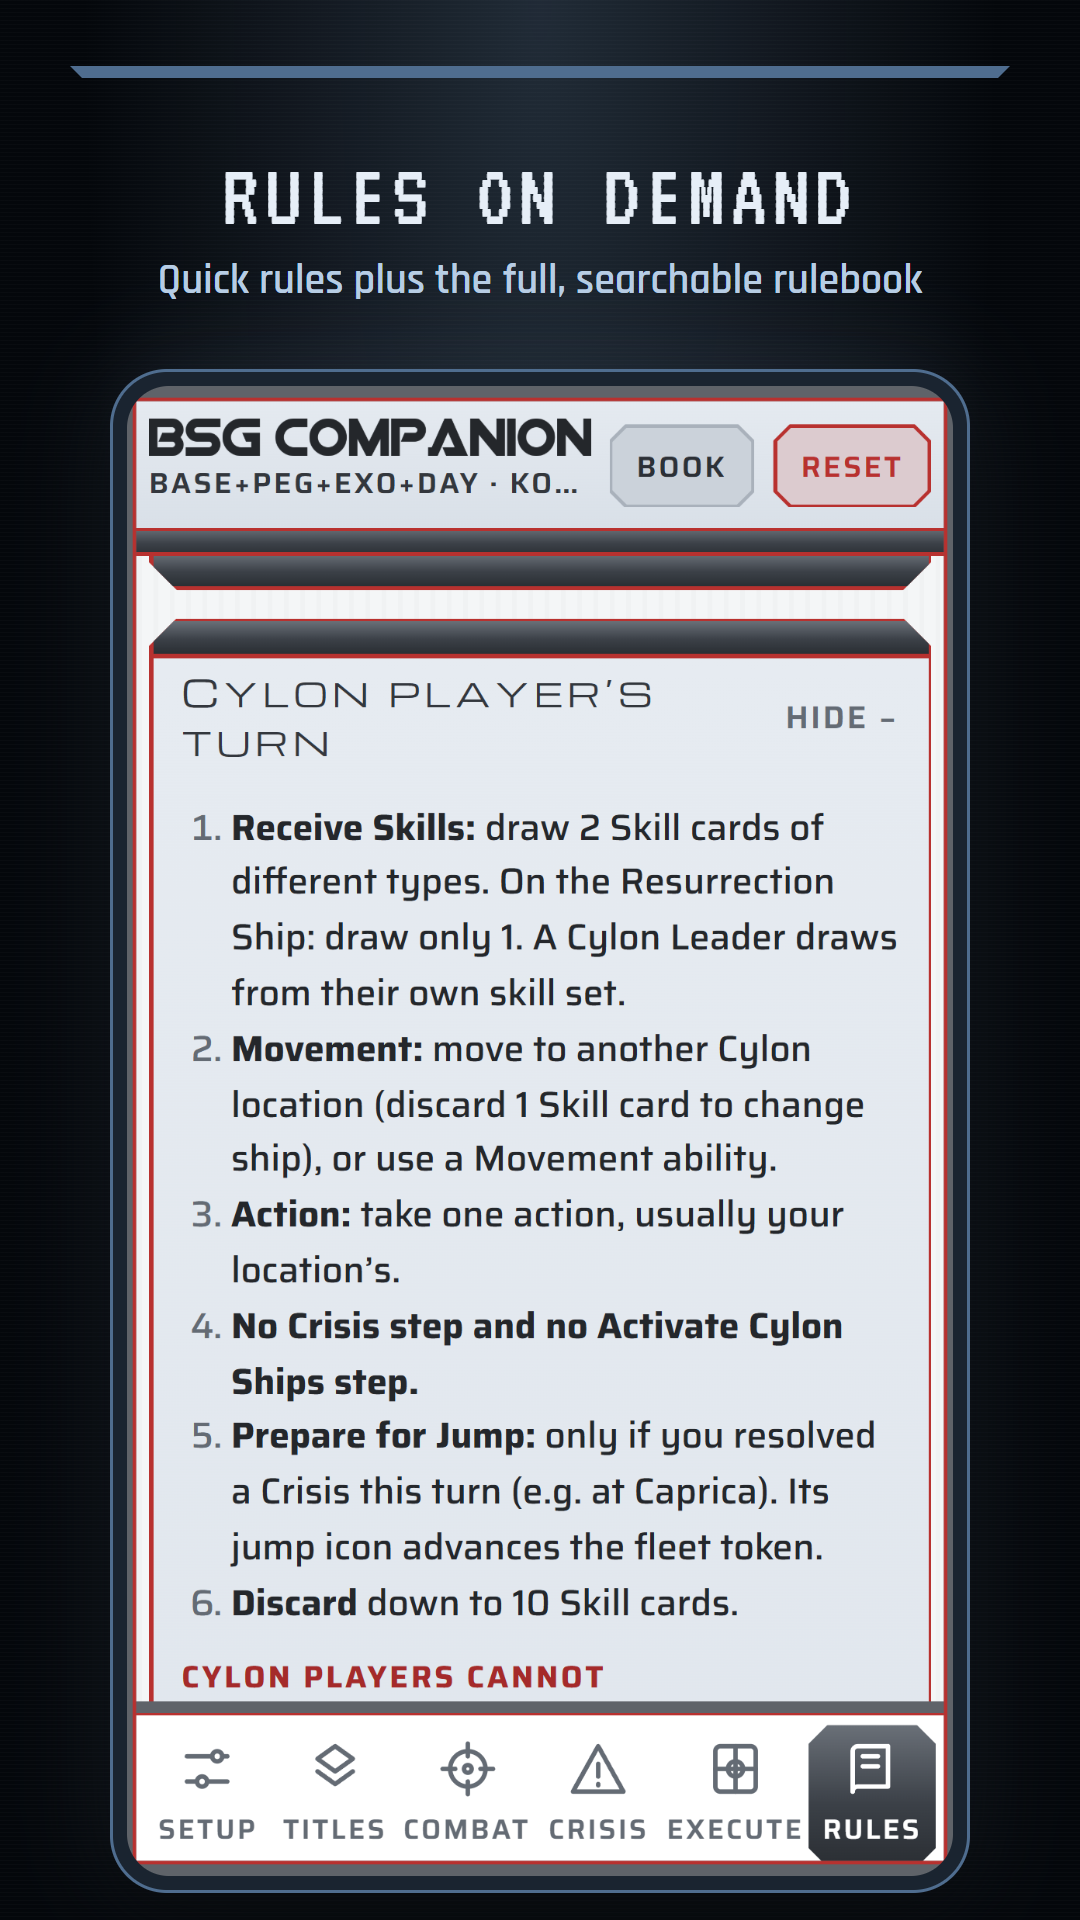 RULES ON DEMAND
Quick rules plus the full, searchable rulebook
BSG COMPANION
BASE+PEG+EXO+DAY · KO...
BOOK
RESET
CYLON PLAYER'S
TURN
HIDE –
1. Receive Skills: draw 2 Skill cards of
different types. On the Resurrection
Ship: draw only 1. A Cylon Leader draws
from their own skill set.
2. Movement: move to another Cylon
location (discard 1 Skill card to change
ship), or use a Movement ability.
3. Action: take one action, usually your
location's.
4. No Crisis step and no Activate Cylon
Ships step.
5. Prepare for Jump: only if you resolved
a Crisis this turn (e.g. at Caprica). Its
jump icon advances the fleet token.
6. Discard down to 10 Skill cards.
CYLON PLAYERS CANNOT
SETUP
TITLES
COMBAT
CRISIS
EXECUTE
RULES